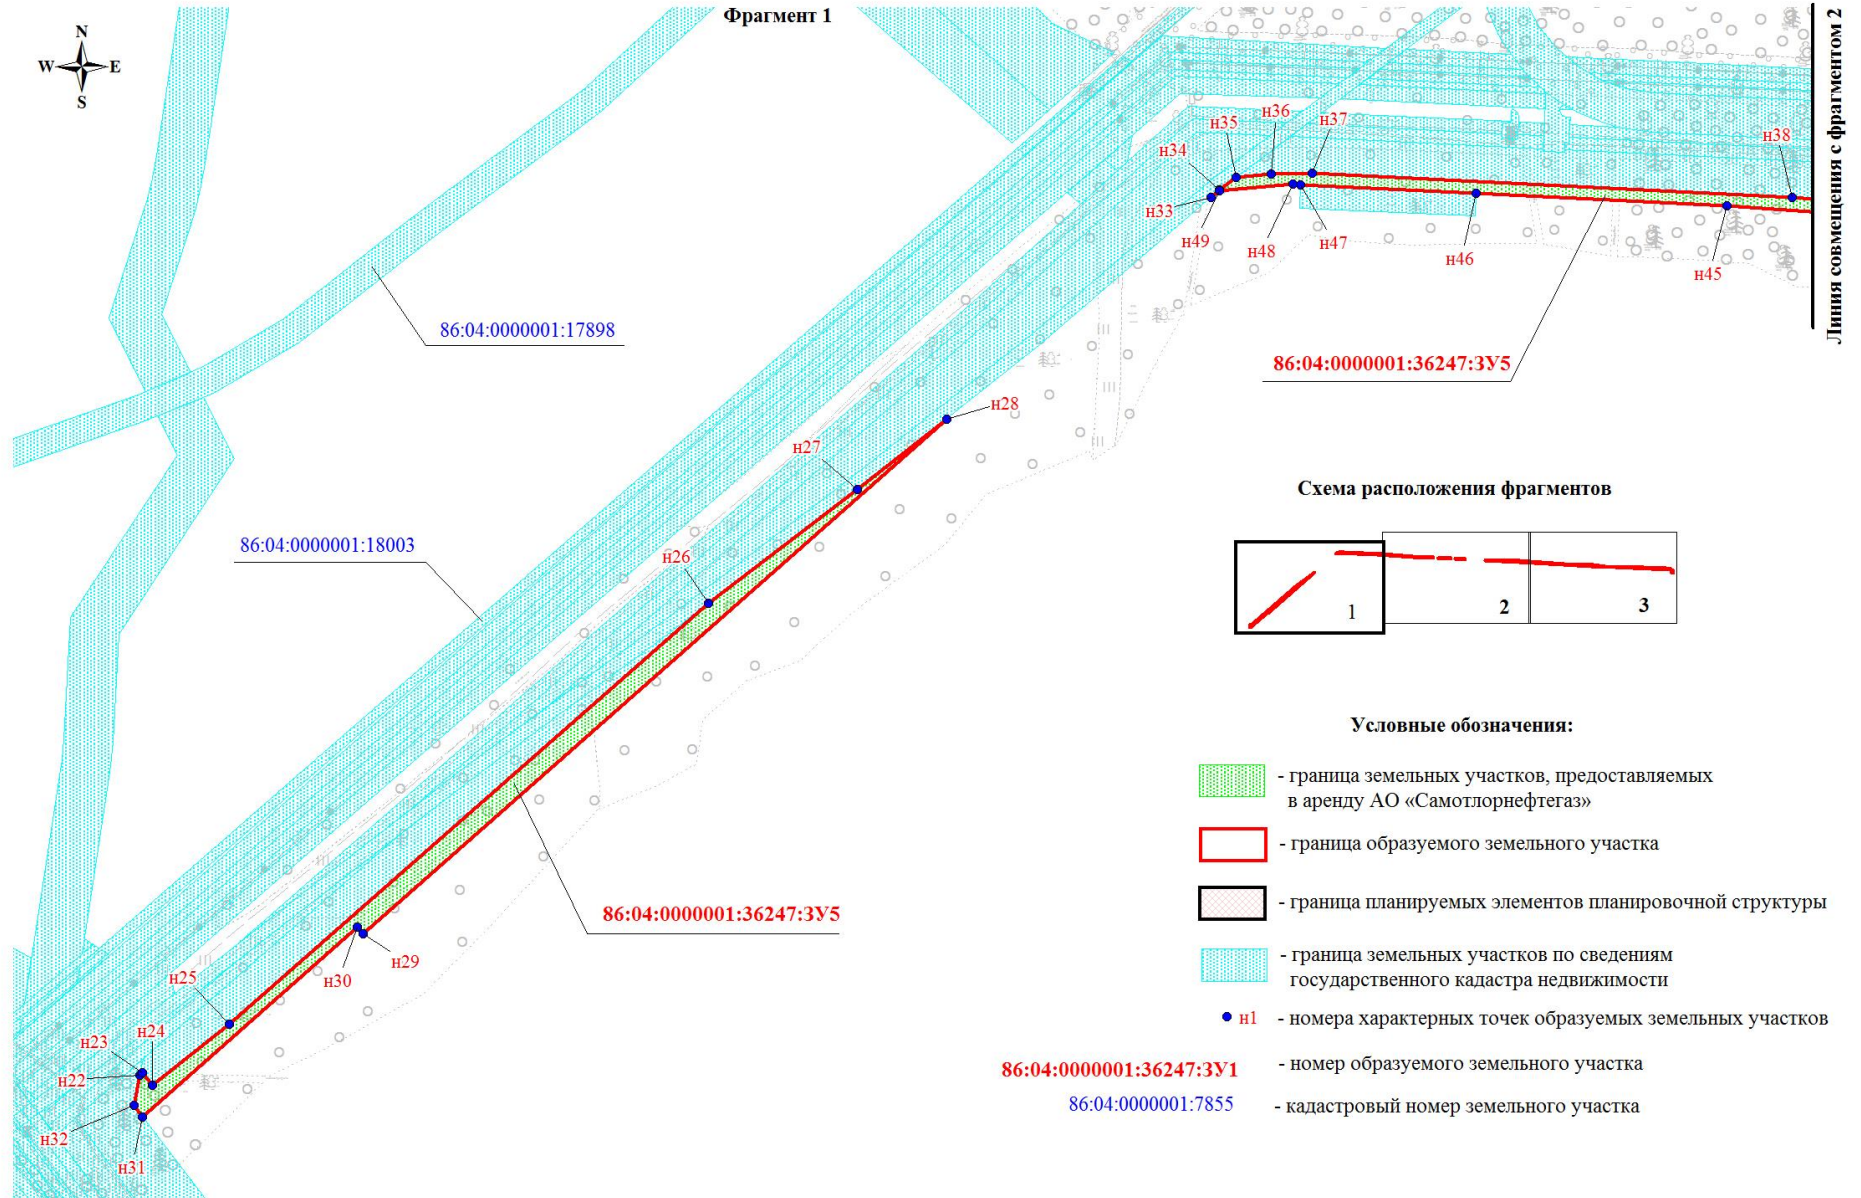 Фрагмент 1
N
W
E
S
Линия совмещения с фрагментом 2
н36
н37
н35
н38
н34
н33
н49
н48
н47
н46
н45
86:04:0000001:17898
86:04:0000001:36247:ЗУ5
н28
н27
86:04:0000001:18003
н26
86:04:0000001:36247:ЗУ5
н29
н30
н25
н24
н23
н22
н32
н31
Схема расположения фрагментов
1
2
3
Условные обозначения:
- граница земельных участков, предоставляемых
в аренду АО «Самотлорнефтегаз»
- граница образуемого земельного участка
- граница планируемых элементов планировочной структуры
- граница земельных участков по сведениям
государственного кадастра недвижимости
н1 - номера характерных точек образуемых земельных участков
86:04:0000001:36247:ЗУ1 - номер образуемого земельного участка
86:04:0000001:7855 - кадастровый номер земельного участка